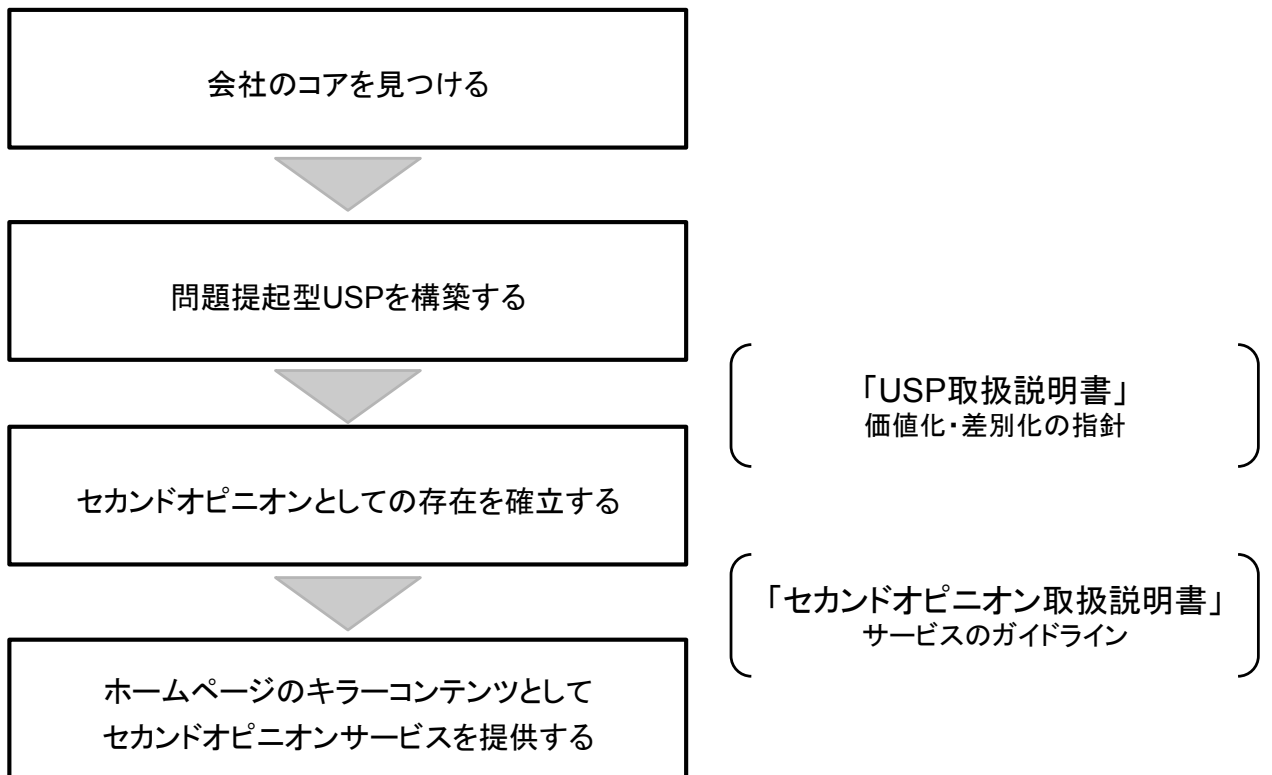 会社のコアを見つける
問題提起型USPを構築する
「USP取扱説明書」
価値化・差別化の指針
セカンドオピニオンとしての存在を確立する
「セカンドオピニオン取扱説明書」
サービスのガイドライン
ホームページのキラーコンテンツとして
セカンドオピニオンサービスを提供する